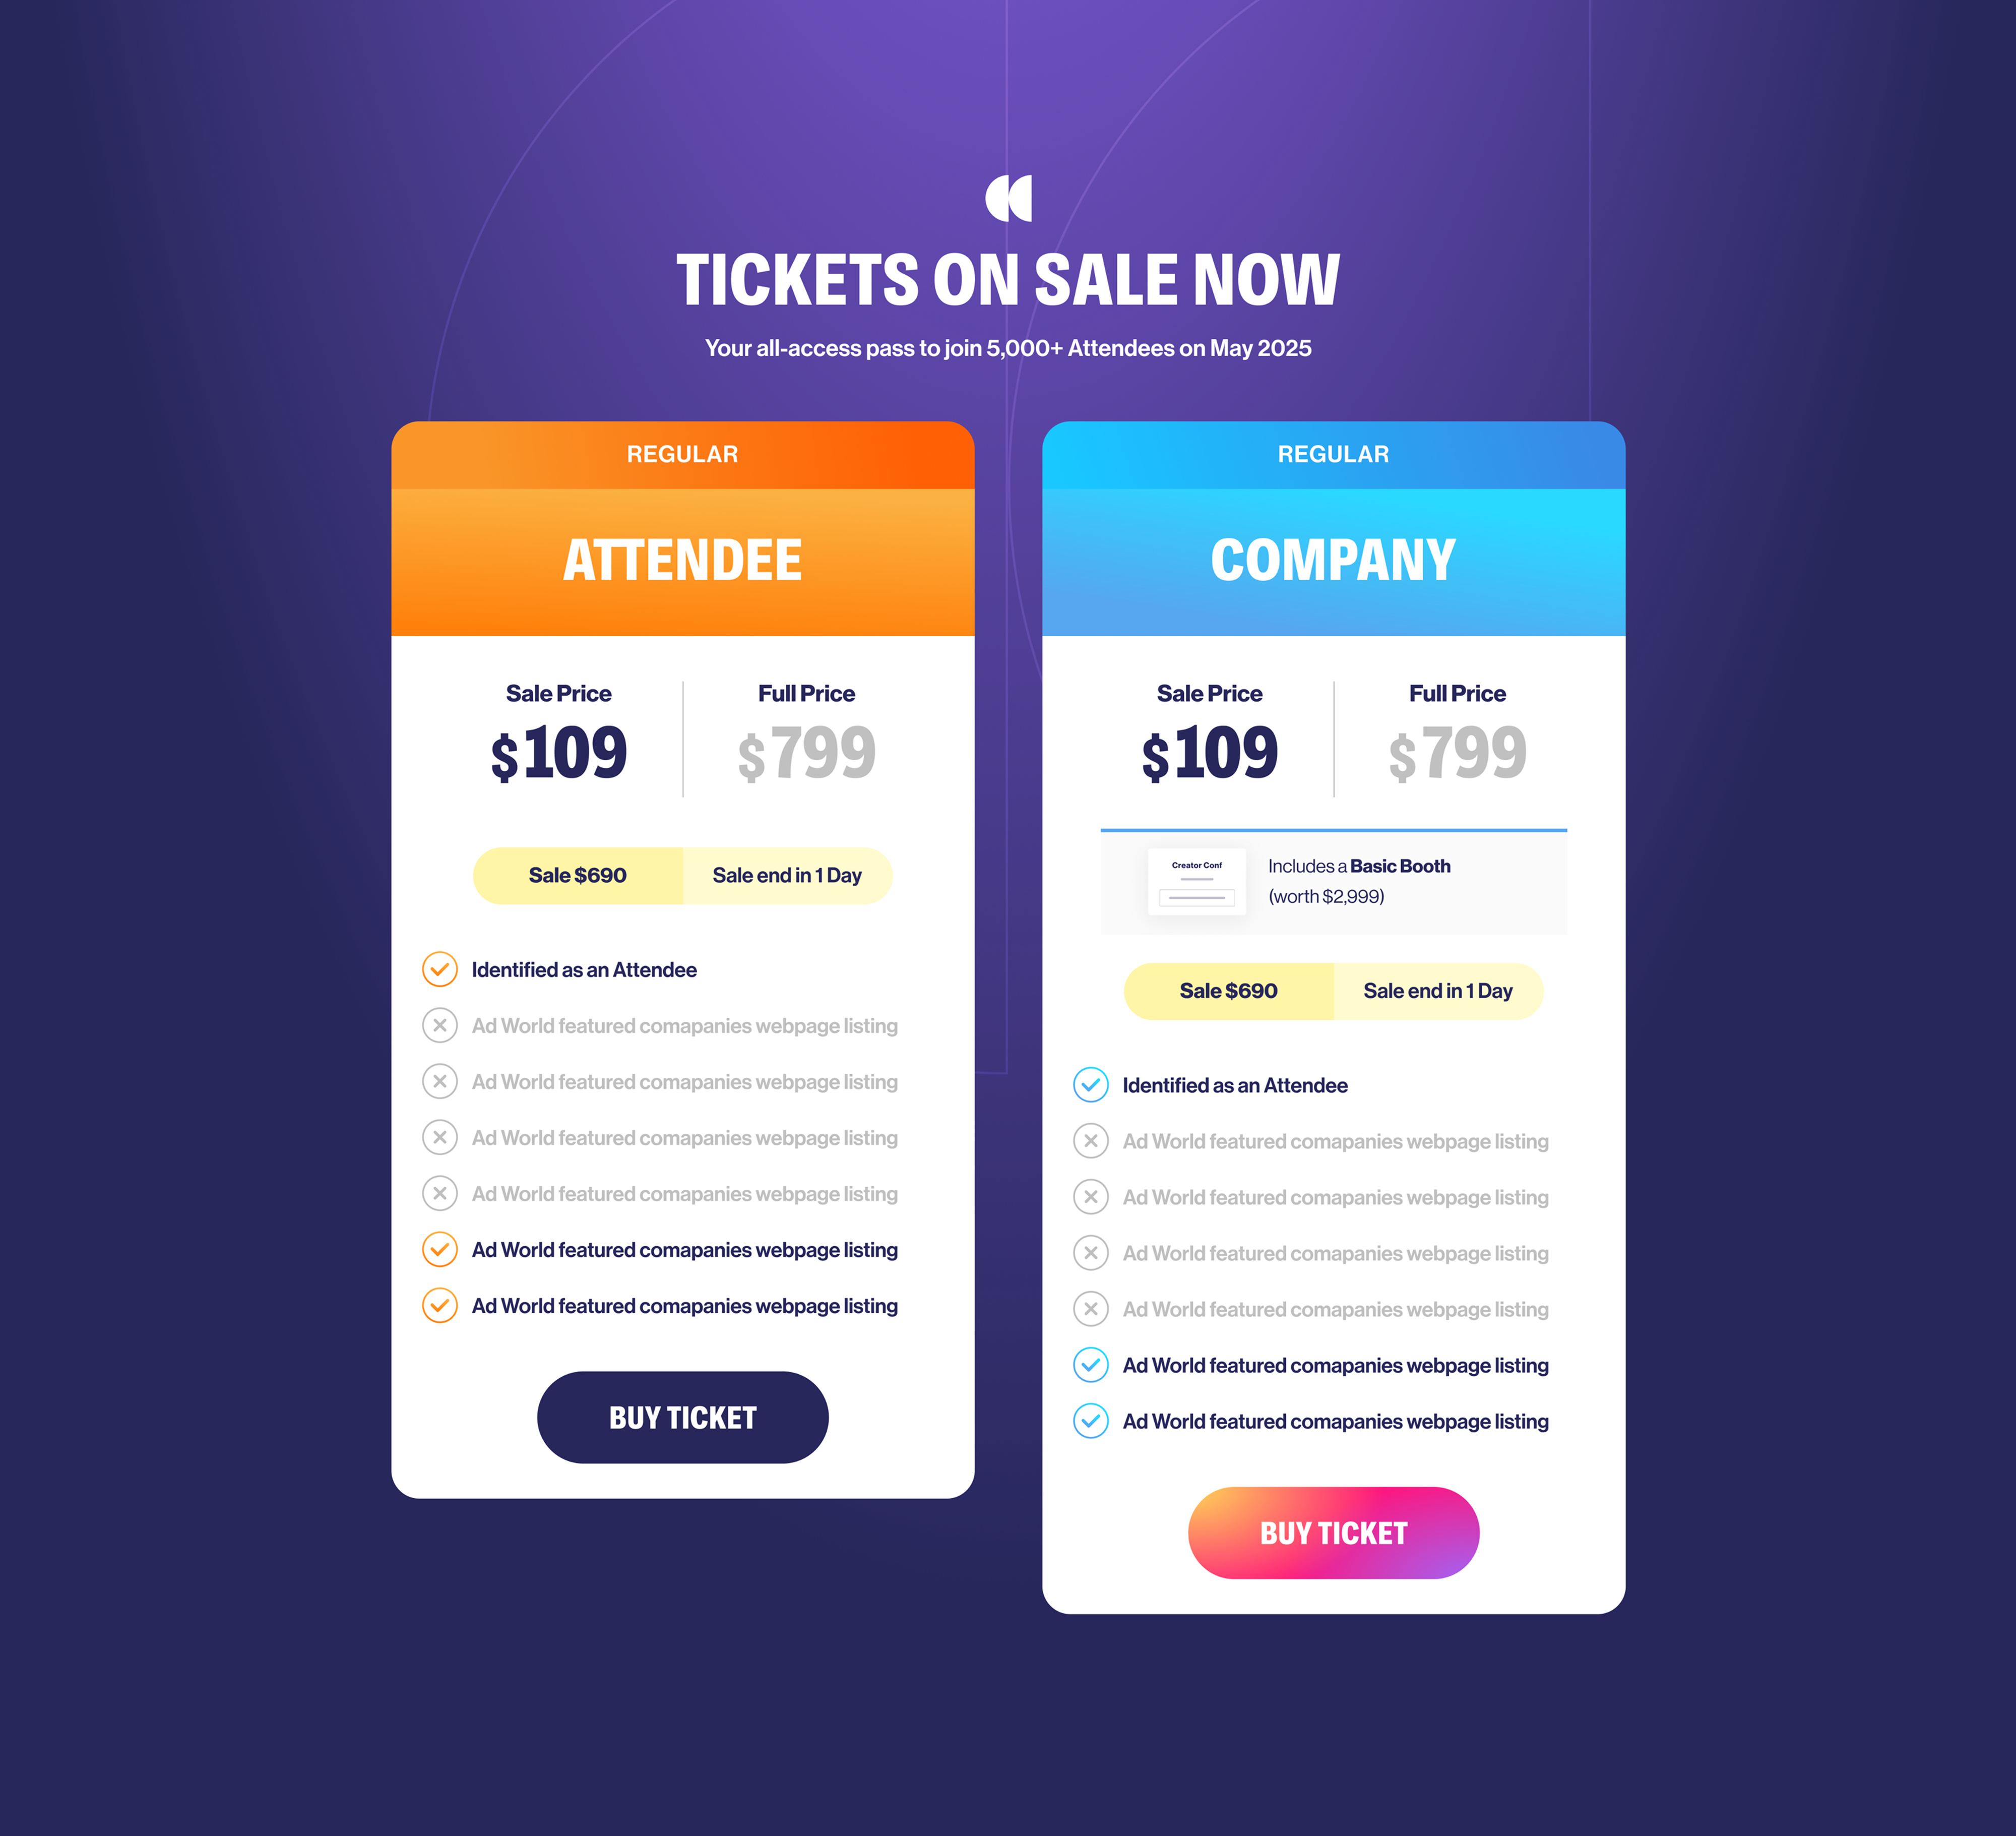 TICKETS ON SALE NOW
Your all-access pass to join 5,000+ Attendees on May 2025
REGULAR
ATTENDEE
Sale Price
Full Price
$109
$799
Sale $690
Sale end in 1 Day
Identified as an Attendee
Ad World featured comapanies webpage listing
Ad World featured comapanies webpage listing
Ad World featured comapanies webpage listing
Ad World featured comapanies webpage listing
Ad World featured comapanies webpage listing
Ad World featured comapanies webpage listing
BUY TICKET
REGULAR
COMPANY
Sale Price
Full Price
$109
$799
Creator Conf
Includes a Basic Booth
(worth $2,999)
Sale $690
Sale end in 1 Day
Identified as an Attendee
Ad World featured comapanies webpage listing
Ad World featured comapanies webpage listing
Ad World featured comapanies webpage listing
Ad World featured comapanies webpage listing
Ad World featured comapanies webpage listing
Ad World featured comapanies webpage listing
BUY TICKET